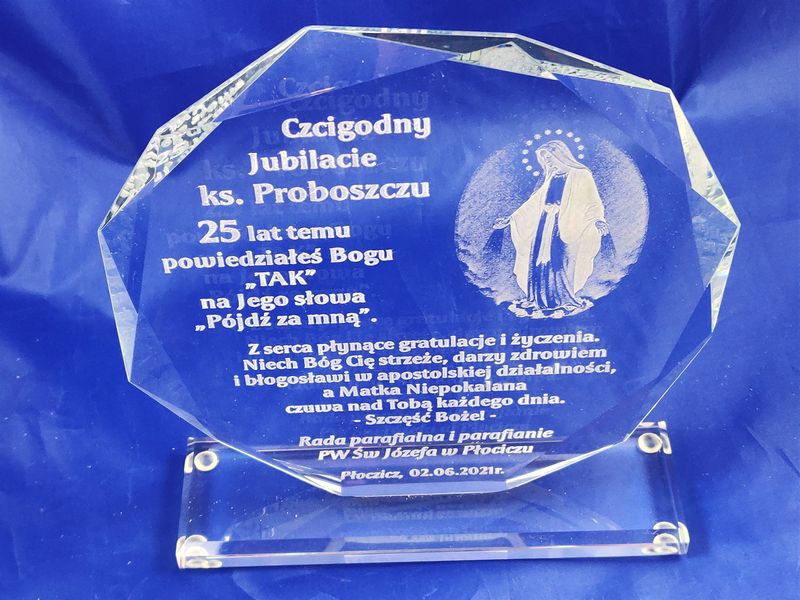 Czcigodny
Jubilacie
ks. Proboszczu
25 lat temu
powiedziałeś Bogu
„TAK”
na Jego słowa
„Pójdź za mną”.
Z serca płynące gratulacje i życzenia.
Niech Bóg Cię strzeże, darzy zdrowiem
i błogosławi w apostolskiej działalności,
a Matka Niepokalana
czuwa nad Tobą każdego dnia.
- Szczęść Boże! -
Rada parafialna i parafianie
PW Św Józefa w Płociczu
Płoczicz, 02.06.2021r.